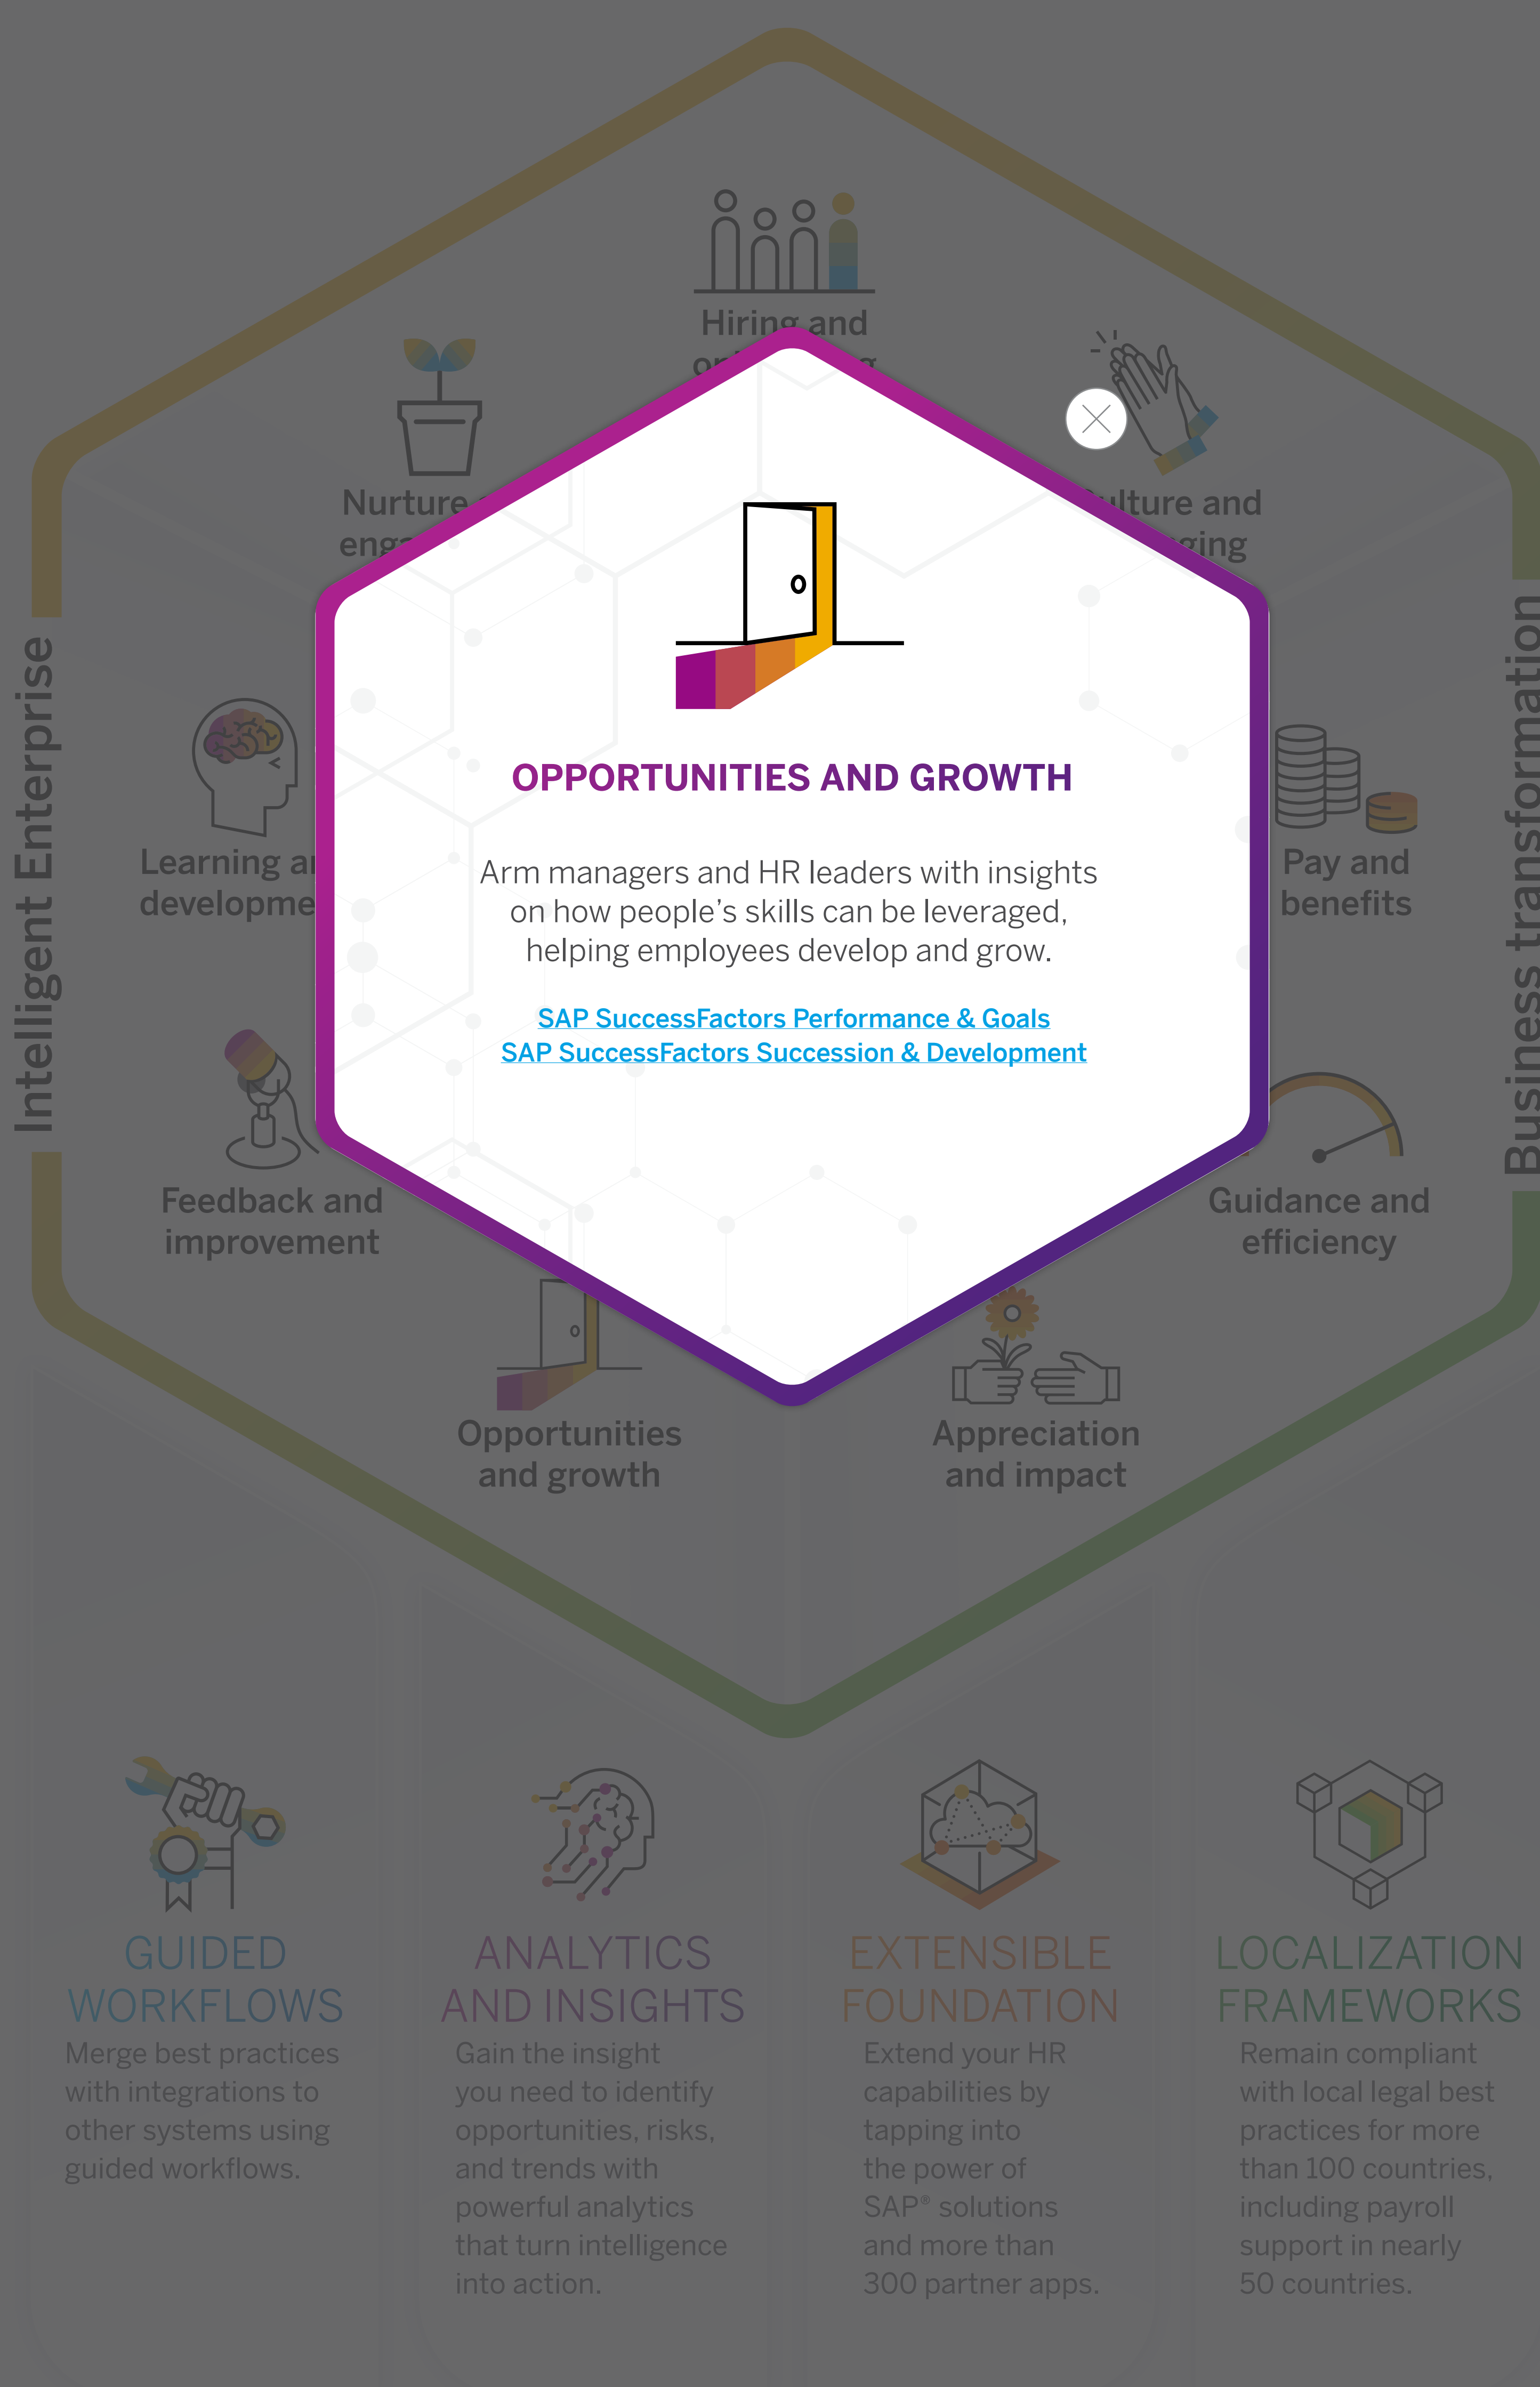 Hiring and
Nurture
Culture and
Intelligent Enterprise
Business transformation
OPPORTUNITIES AND GROWTH
Learning
developme
Pay and
benefits
Arm managers and HR leaders with insights
on how people's skills can be leveraged,
helping employees develop and grow.
SAP SuccessFactors Performance & Goals
SAP SuccessFactors Succession & Development
Feedback and
improvement
Guidance and
efficiency
Opportunities
and growth
Appreciation
and impact
GUIDED
WORKFLOWS
Merge best practices
with integrations to
other systems using
guided workflows.
ANALYTICS
AND INSIGHTS
Gain the insight
you need to identify
opportunities, risks,
and trends with
powerful analytics
that turn intelligence
into action.
EXTENSIBLE
FOUNDATION
Extend your HR
capabilities by
tapping into
the power of
SAP® solutions
and more than
300 partner apps.
LOCALIZATION
FRAMEWORKS
Remain compliant
with local legal best
practices for more
than 100 countries,
including payroll
support in nearly
50 countries.